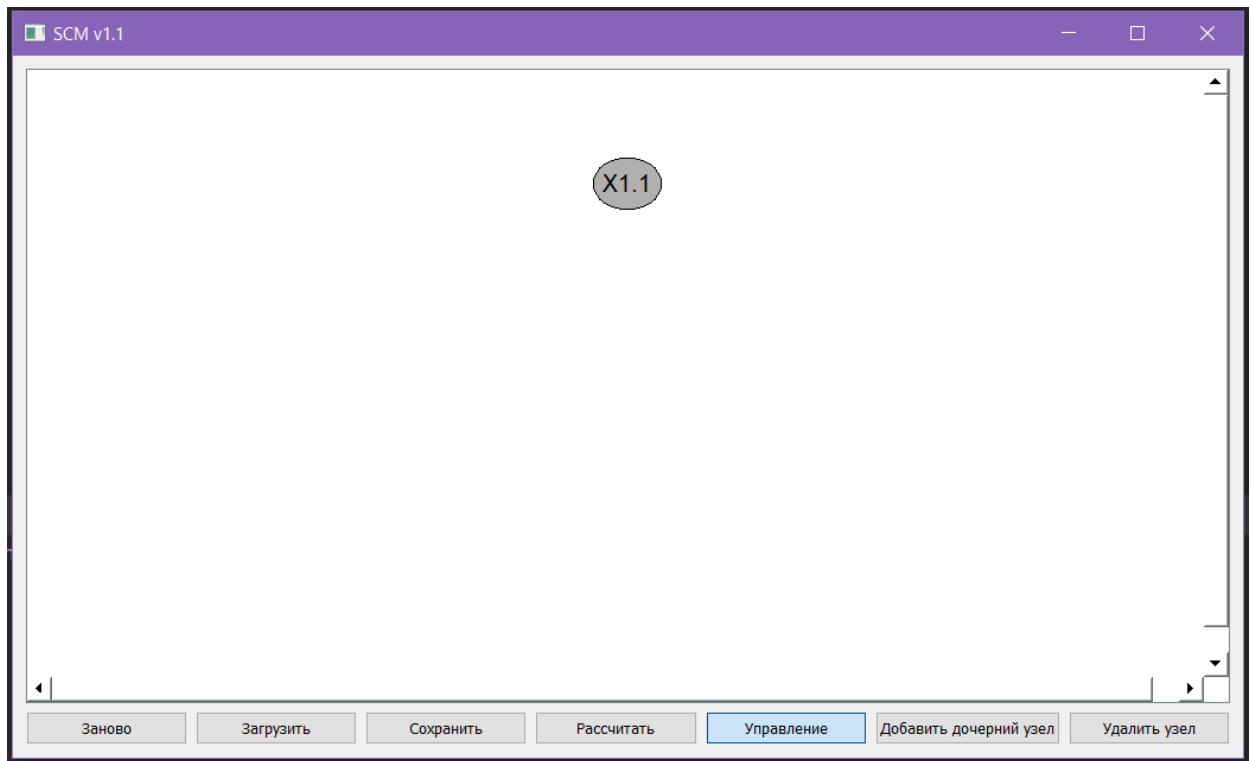 SCM v1.1
X1.1
Заново Загрузить Сохранить Рассчитать Управление Добавить дочерний узел Удалить узел